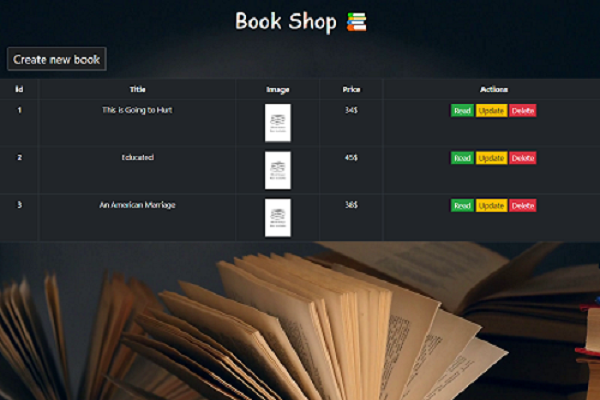 Book Shop 📚
Create new book
Id Title Image Price Actions
1 This is Going to Hurt 34$ Read Update Delete
2 Educated 45$ Read Update Delete
3 An American Marriage 38$ Read Update Delete